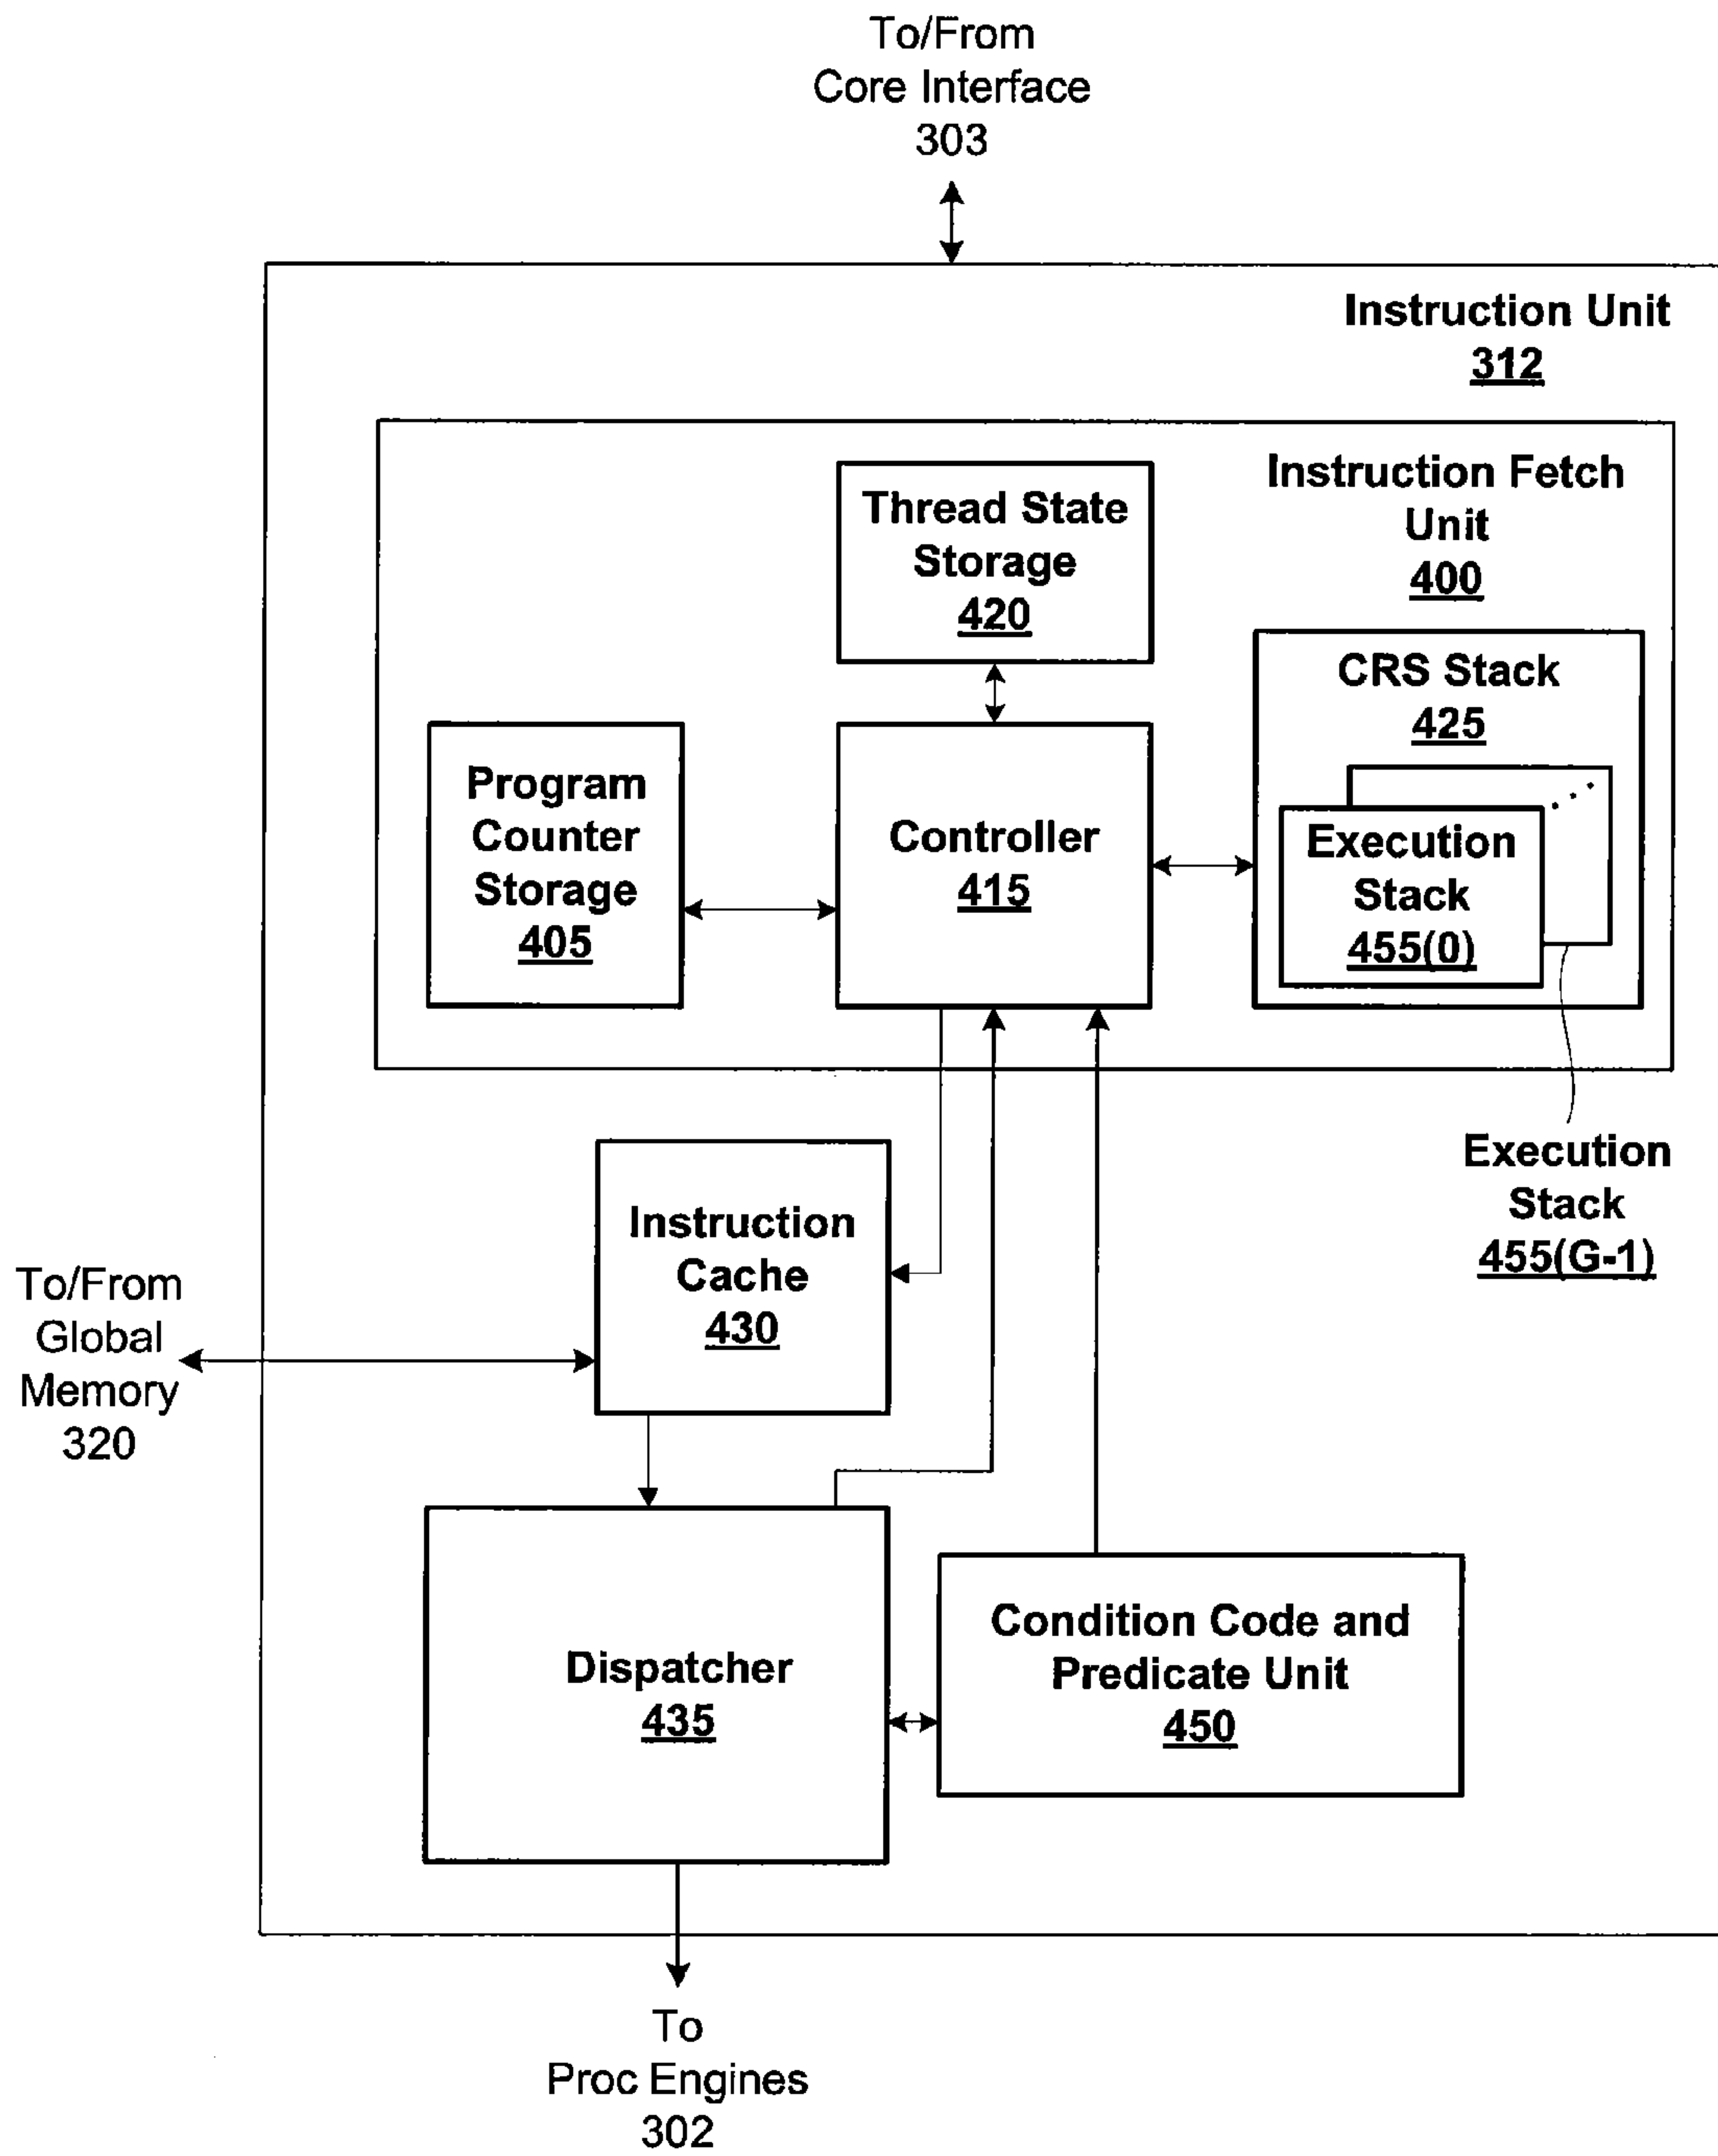 To/From
Core Interface
303
Instruction Unit
312
Instruction Fetch
Unit
400
Thread State
Storage
420
CRS Stack
425
Program
Counter
Storage
405
Controller
415
Execution
Stack
455(0)
Execution
Stack
455(G-1)
Instruction
Cache
430
To/From
Global
Memory
320
Dispatcher
435
Condition Code and
Predicate Unit
450
To
Proc Engines
302